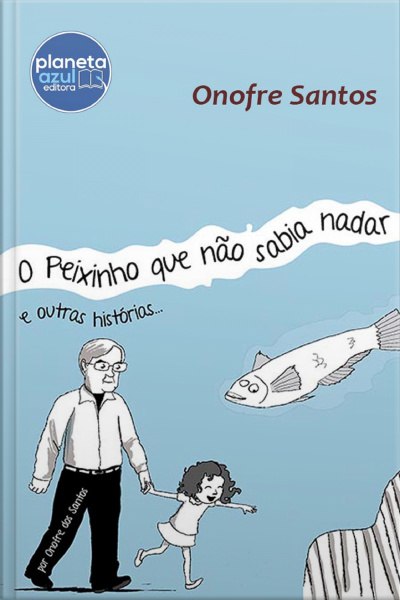 planeta
azul
editora
Onofre Santos
O Peixinho que não sabia nadar
e outras histórias...
por Onofre dos Santos